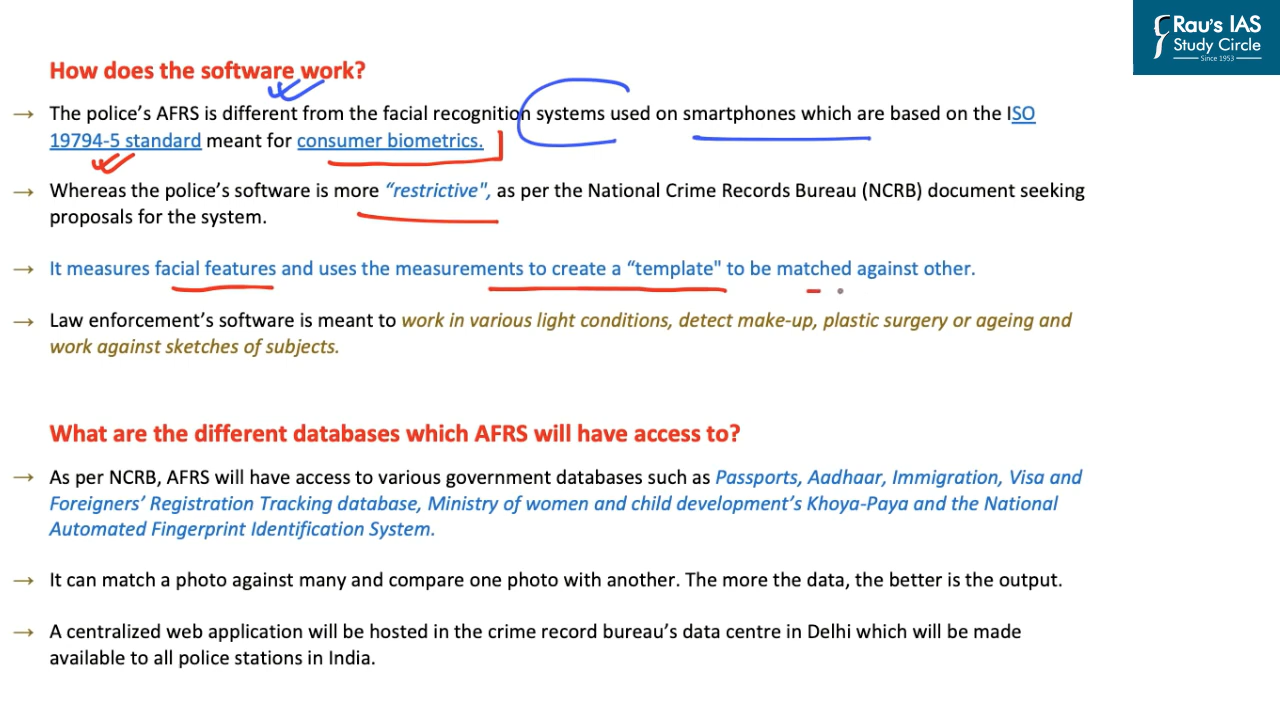 Rau's IAS
Study Circle
Since 1953
How does the software work?
→ The police's AFRS is different from the facial recognition systems used on smartphones which are based on the ISO
19794-5 standard meant for consumer biometrics.
→ Whereas the police's software is more “restrictive", as per the National Crime Records Bureau (NCRB) document seeking
proposals for the system.
→ It measures facial features and uses the measurements to create a “template" to be matched against other.
→ Law enforcement's software is meant to work in various light conditions, detect make-up, plastic surgery or ageing and
work against sketches of subjects.
What are the different databases which AFRS will have access to?
→ As per NCRB, AFRS will have access to various government databases such as Passports, Aadhaar, Immigration, Visa and
Foreigners' Registration Tracking database, Ministry of women and child development's Khoya-Paya and the National
Automated Fingerprint Identification System.
→ It can match a photo against many and compare one photo with another. The more the data, the better is the output.
→ A centralized web application will be hosted in the crime record bureau's data centre in Delhi which will be made
available to all police stations in India.